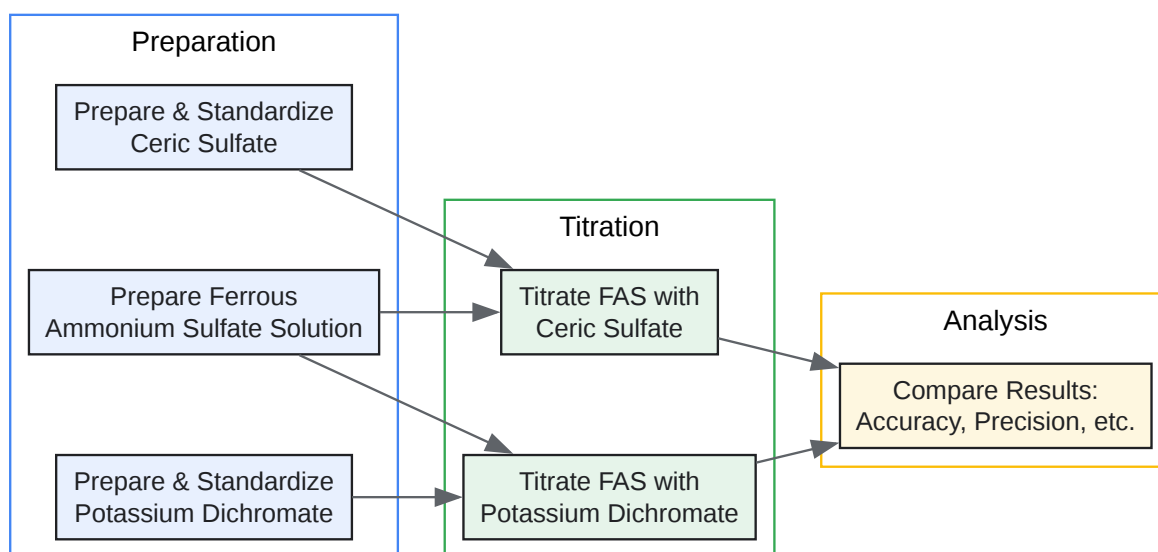 Preparation
Prepare & Standardize
Ceric Sulfate
Prepare Ferrous
Ammonium Sulfate Solution
Prepare & Standardize
Potassium Dichromate
Titration
Titrate FAS with
Ceric Sulfate
Titrate FAS with
Potassium Dichromate
Analysis
Compare Results:
Accuracy, Precision, etc.